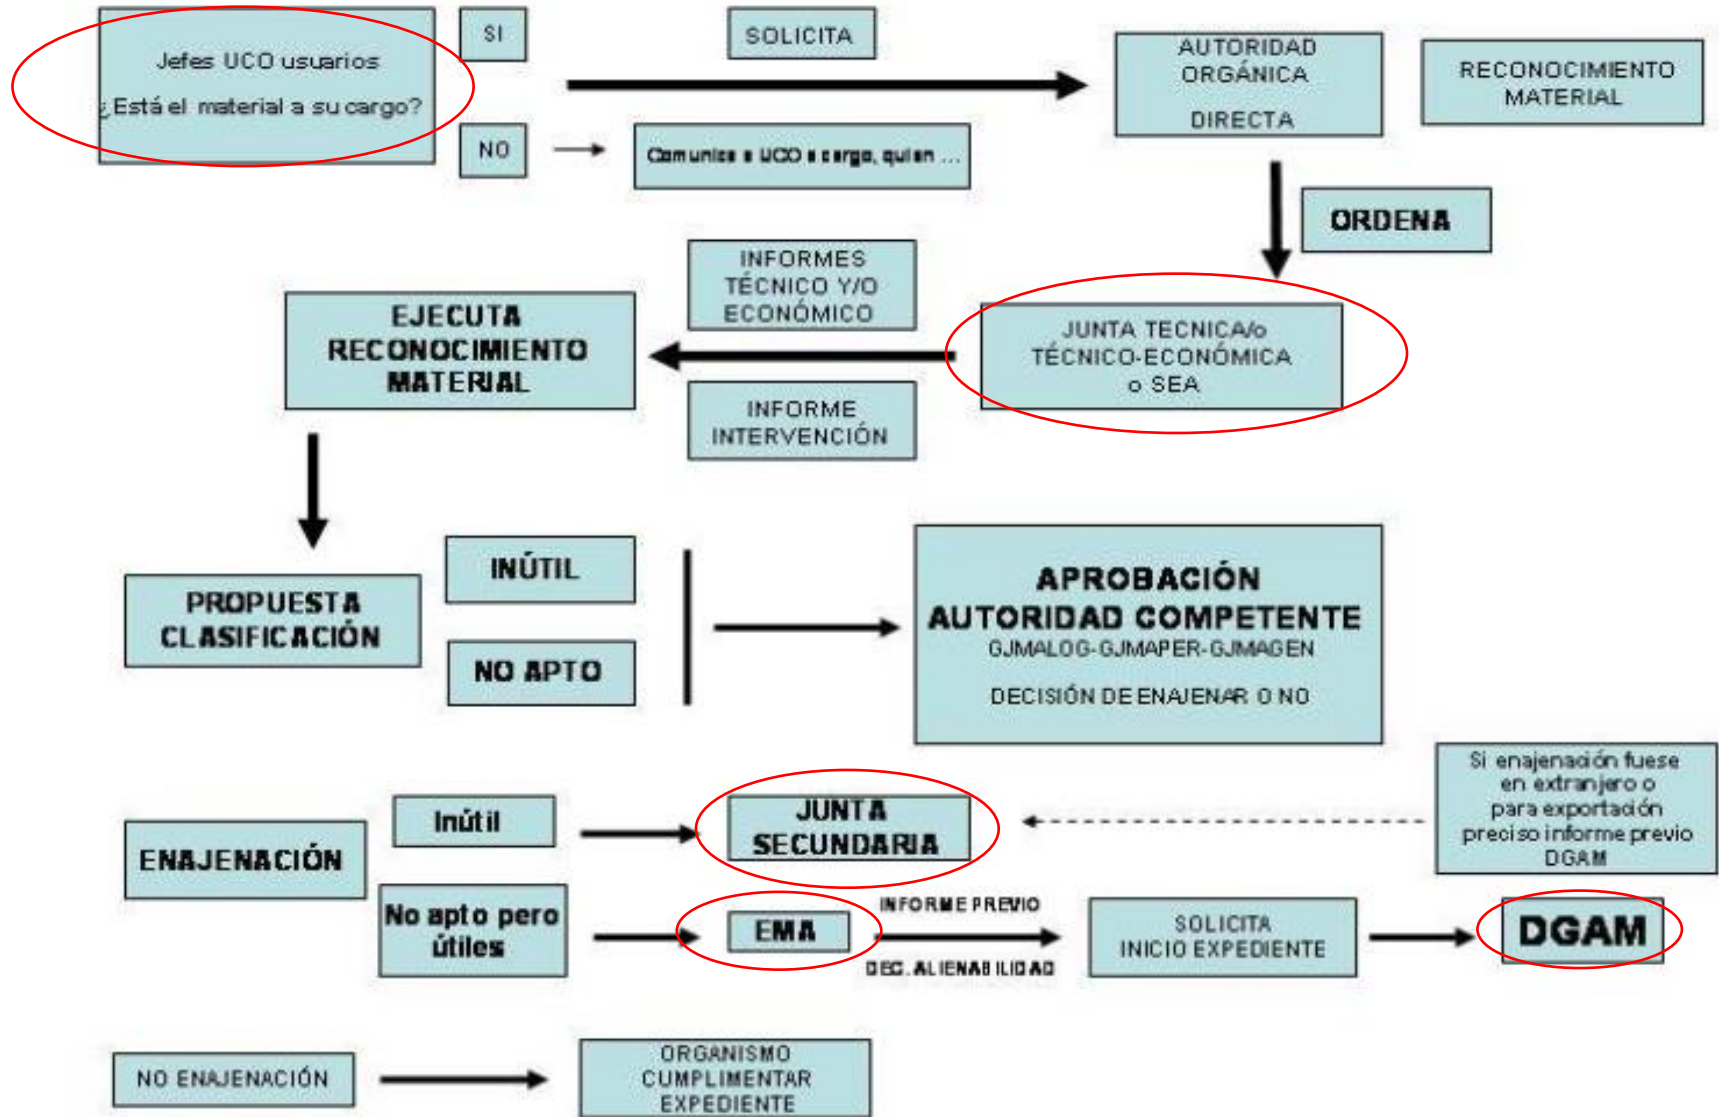 Jefes UCO usuarios
¿Está el material a su cargo?
SI
NO
SOLICITA
Comunica a UCO a cargo, quien ...
AUTORIDAD
ORGÁNICA
DIRECTA
RECONOCIMIENTO
MATERIAL
ORDENA
INFORMES
TÉCNICO Y/O
ECONÓMICO
EJECUTA
RECONOCIMIENTO
MATERIAL
JUNTA TECNICA/o
TÉCNICO-ECONÓMICA
o SEA
INFORME
INTERVENCIÓN
PROPUESTA
CLASIFICACIÓN
INÚTIL
NO APTO
APROBACIÓN
AUTORIDAD COMPETENTE
GJMALOG-GJMAPER-GJMAGEN
DECISIÓN DE ENAJENAR O NO
Si enajenación fuese
en extranjero o
para exportación
preciso informe previo
DGAM
ENAJENACIÓN
Inútil
JUNTA
SECUNDARIA
No apto pero
útiles
EMA
INFORME PREVIO
DEC. ALIENABILIDAD
SOLICITA
INICIO EXPEDIENTE
DGAM
NO ENAJENACIÓN
ORGANISMO
CUMPLIMENTAR
EXPEDIENTE